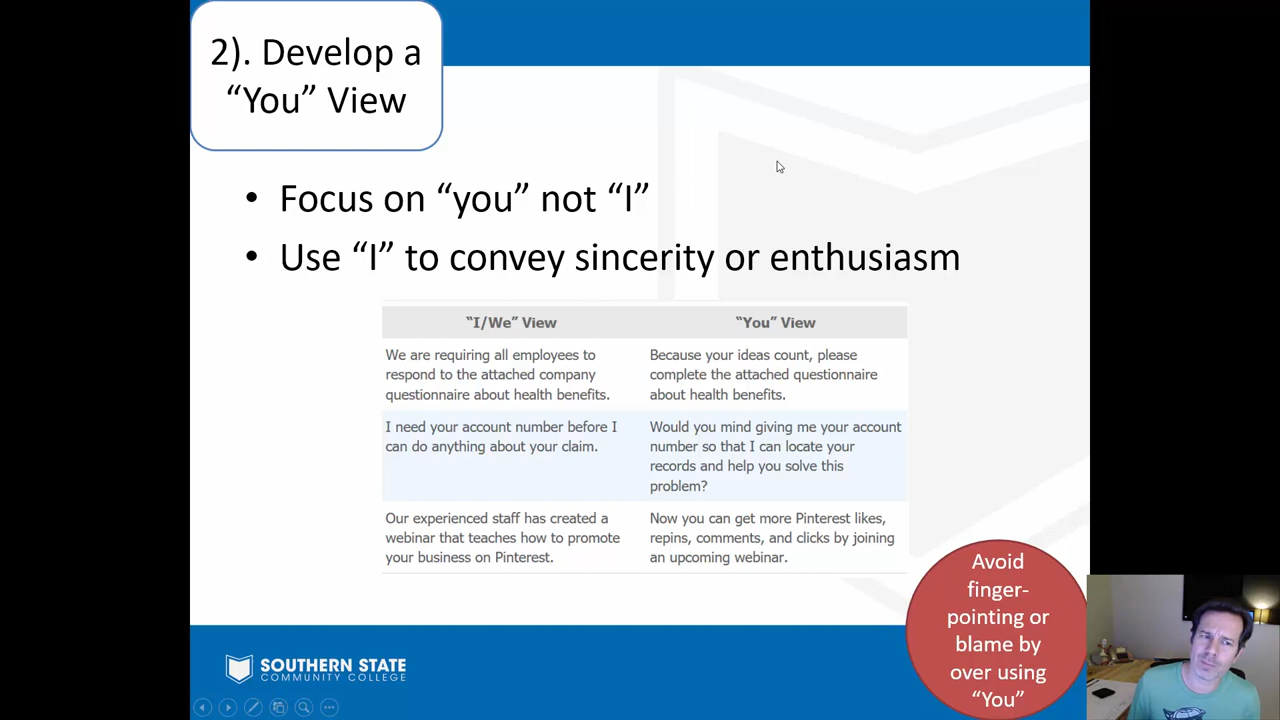 2). Develop a
“You” View
• Focus on “you” not “I”
• Use “I” to convey sincerity or enthusiasm
“I/We” View
“You” View
We are requiring all employees to
respond to the attached company
questionnaire about health benefits.
Because your ideas count, please
complete the attached questionnaire
about health benefits.
I need your account number before I
can do anything about your claim.
Would you mind giving me your account
number so that I can locate your
records and help you solve this
problem?
Our experienced staff has created a
webinar that teaches how to promote
your business on Pinterest.
Now you can get more Pinterest likes,
repins, comments, and clicks by joining
an upcoming webinar.
Avoid
finger-
pointing or
blame by
over using
“You”
SOUTHERN STATE
COMMUNITY COLLEGE